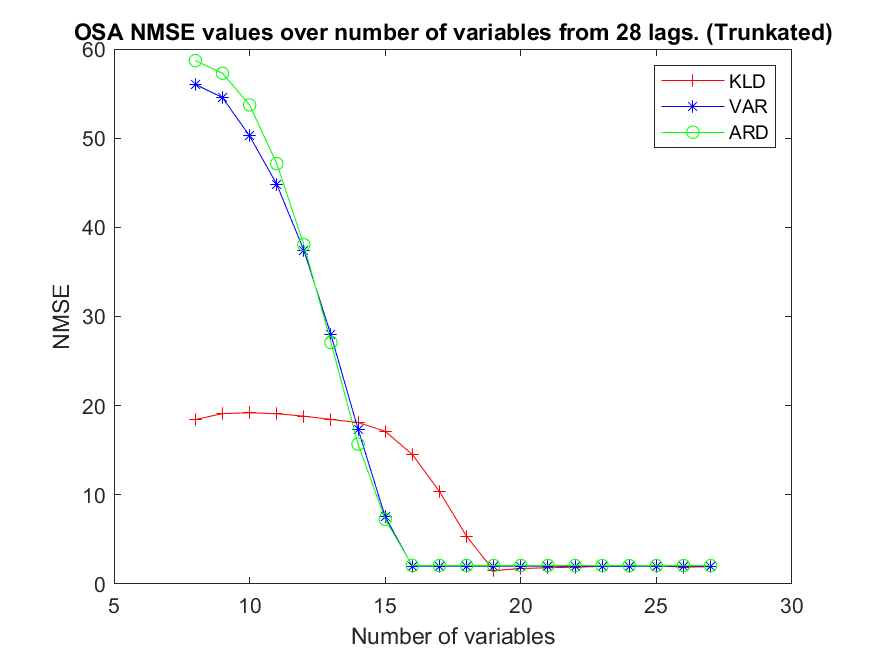 OSA NMSE values over number of variables from 28 lags. (Trunkated)
60
50
40
30
20
10
0
NMSE
KLD
VAR
ARD
5
10
15
20
25
30
Number of variables